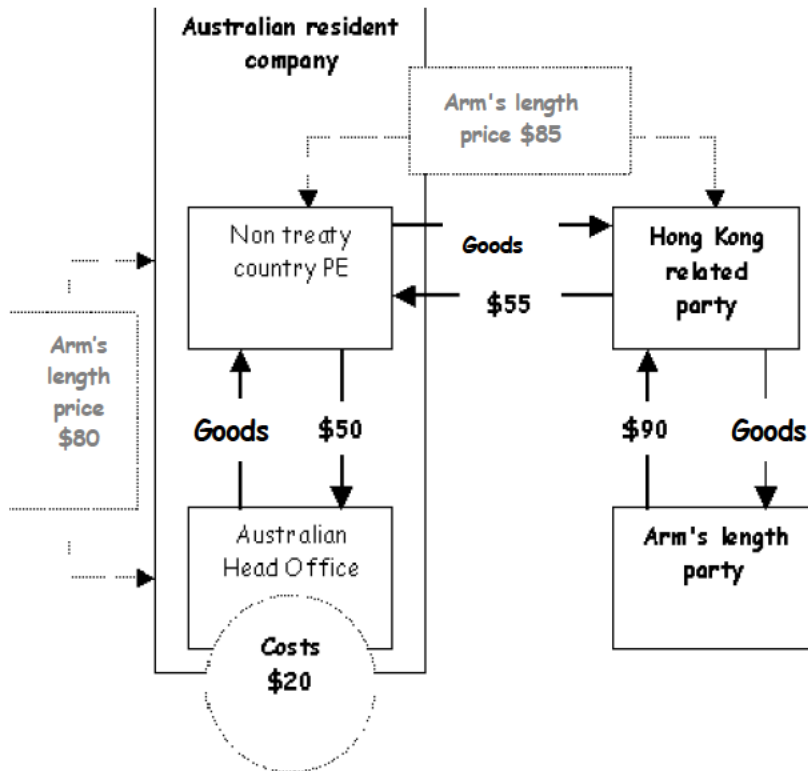 Australian resident
company
Arm's length
price $85
Non treaty
country PE
Goods
$55
Hong Kong
related
party
Arm's
length
price
$80
Goods
$50
$90
Goods
Australian
Head Office
Arm's length
party
Costs
$20